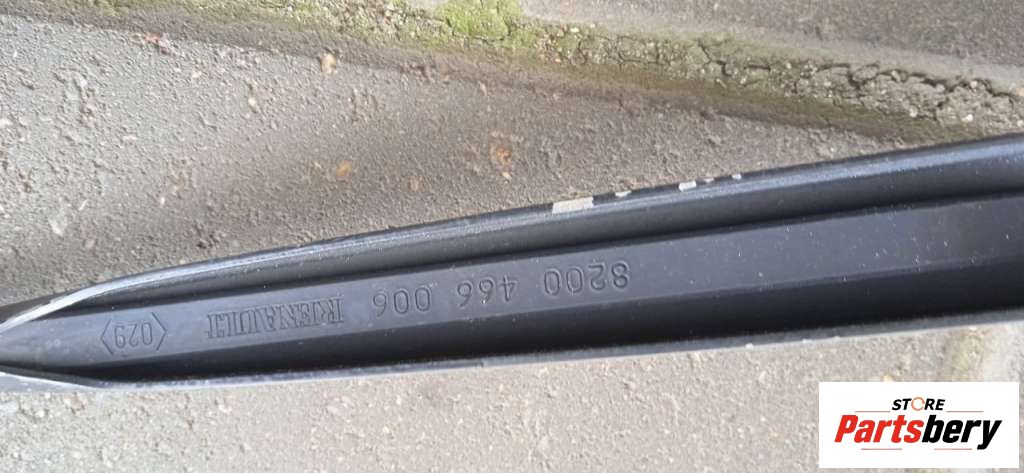 8200 466 006 RENAULT <029>
STORE
Partsbery